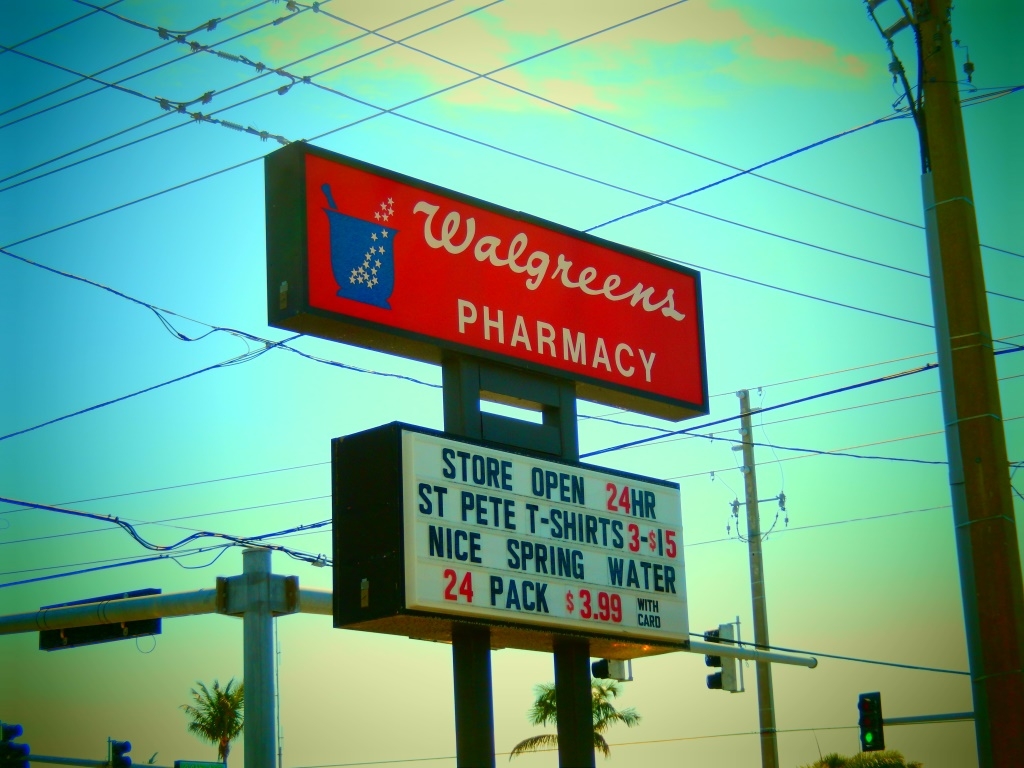 Walgreens
PHARMACY
STORE OPEN 24HR
ST PETE T-SHIRTS 3-$15
NICE SPRING WATER
24 PACK $3.99 WITH CARD